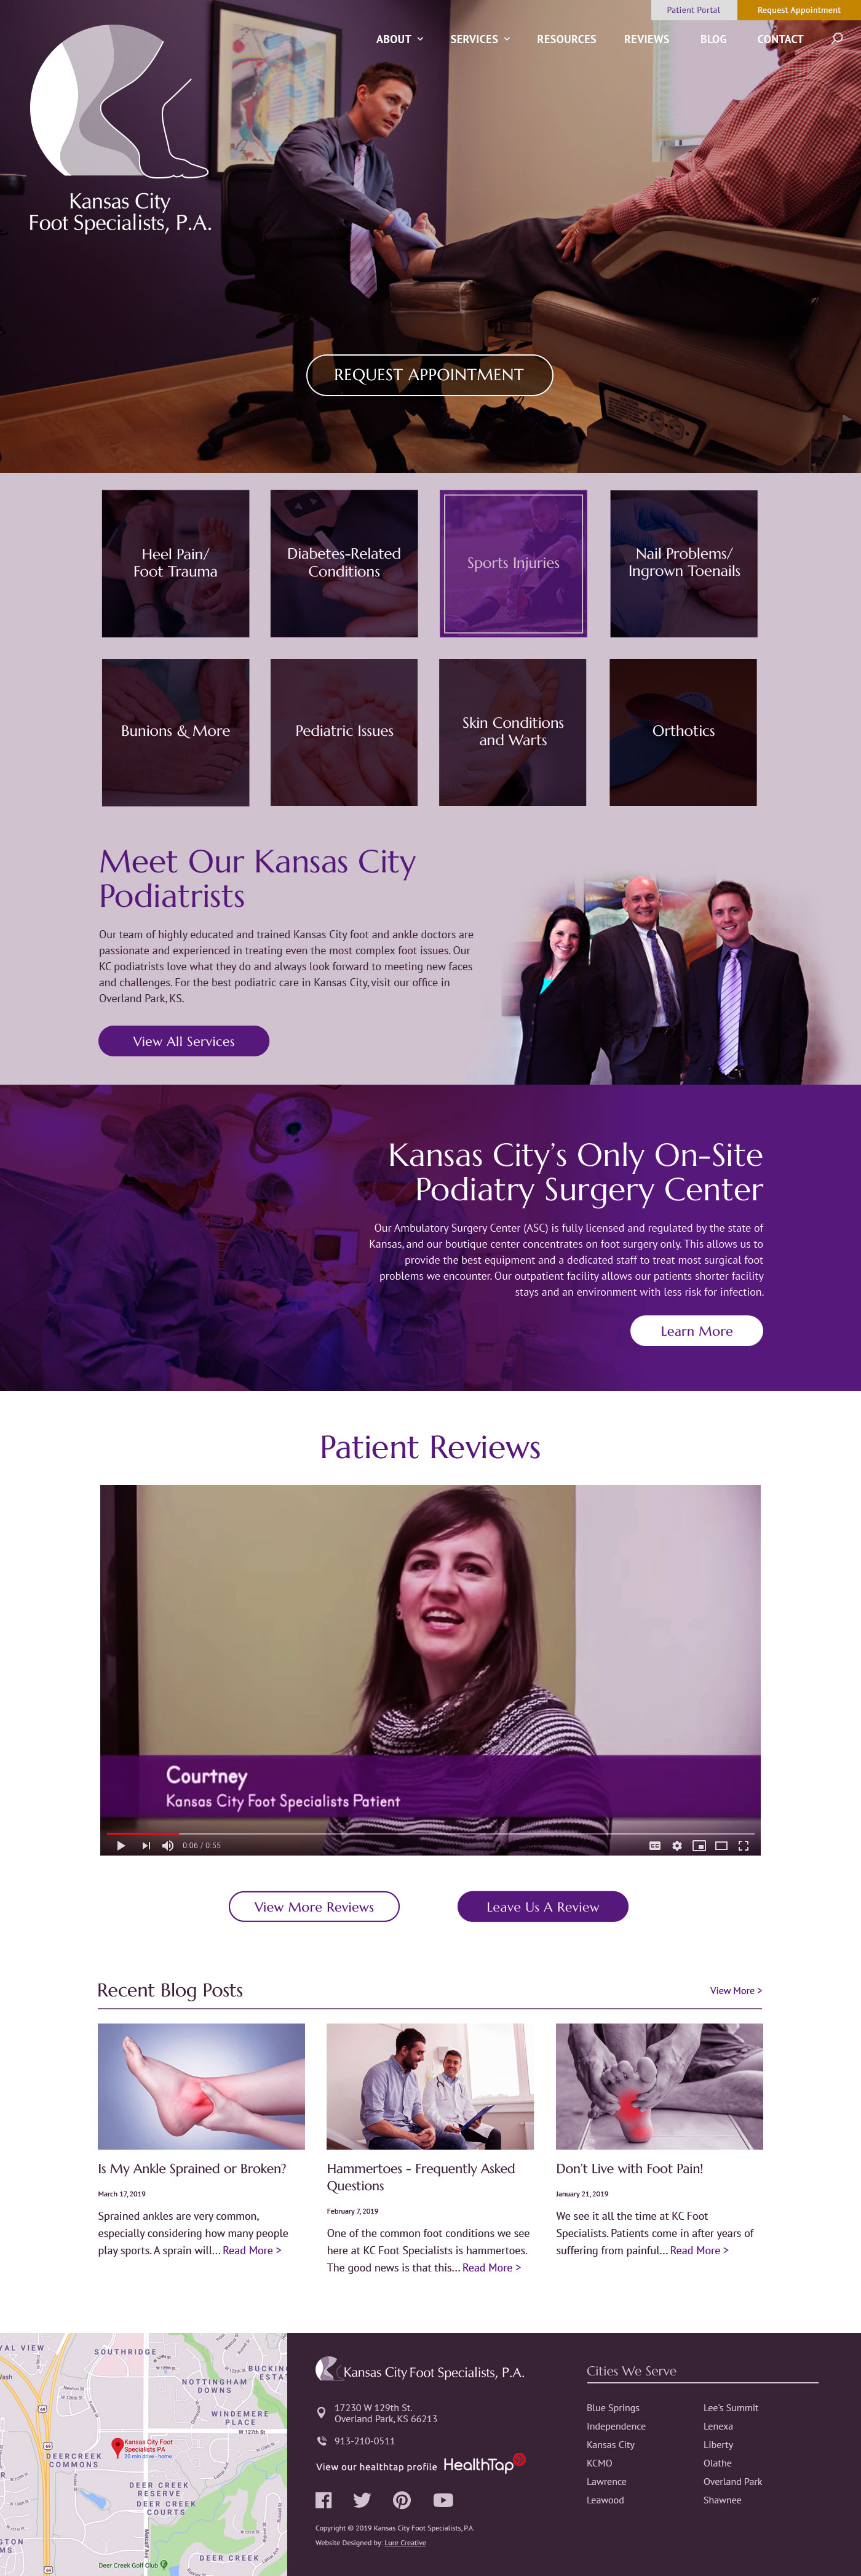 Patient Portal
Request Appointment
ABOUT
SERVICES
RESOURCES
REVIEWS
BLOG
CONTACT
Kansas City
Foot Specialists, P.A.
REQUEST APPOINTMENT
Heel Pain/
Foot Trauma
Diabetes-Related
Conditions
Sports Injuries
Nail Problems/
Ingrown Toenails
Bunions & More
Pediatric Issues
Skin Conditions
and Warts
Orthotics
Meet Our Kansas City
Podiatrists
Our team of highly educated and trained Kansas City foot and ankle doctors are
passionate and experienced in treating even the most complex foot issues. Our
KC podiatrists love what they do and always look forward to meeting new faces
and challenges. For the best podiatric care in Kansas City, visit our office in
Overland Park, KS.
View All Services
Kansas City's Only On-Site
Podiatry Surgery Center
Our Ambulatory Surgery Center (ASC) is fully licensed and regulated by the state of
Kansas, and our boutique center concentrates on foot surgery only. This allows us to
provide the best equipment and a dedicated staff to treat most surgical foot
problems we encounter. Our outpatient facility allows our patients shorter facility
stays and an environment with less risk for infection.
Learn More
Patient Reviews
Courtney
Kansas City Foot Specialists Patient
0:06 / 0:55
CC
View More Reviews
Leave Us A Review
Recent Blog Posts
View More >
Is My Ankle Sprained or Broken?
March 17, 2019
Sprained ankles are very common,
especially considering how many people
play sports. A sprain will... Read More >
Hammertoes - Frequently Asked
Questions
February 7, 2019
One of the common foot conditions we see
here at KC Foot Specialists is hammertoes.
The good news is that this... Read More >
Don't Live with Foot Pain!
January 21, 2019
We see it all the time at KC Foot
Specialists. Patients come in after years of
suffering from painful... Read More >
YAL VIEW
SOUTHRIDGE
BUCKIN
ESTA
NOTTINGHAM
DOWNS
WINDEMERE
PLACE
W 127th St
69
Kansas City Foot
Specialists PA
20 min drive - home
DEERCREEK
COMMONS
69
DEER CREEK
RESERVE
DEER CREEK
COURTS
Metcalf Ave
GTON
MS
Deer Creek Golf Club
DEER CREEK
69
Kansas City Foot Specialists, P.A.
17230 W 129th St.
Overland Park, KS 66213
913-210-0511
View our healthtap profile HealthTap
Copyright © 2019 Kansas City Foot Specialists, P.A.
Website Designed by: Lure Creative
Cities We Serve
Blue Springs
Independence
Kansas City
KCMO
Lawrence
Leawood
Lee's Summit
Lenexa
Liberty
Olathe
Overland Park
Shawnee